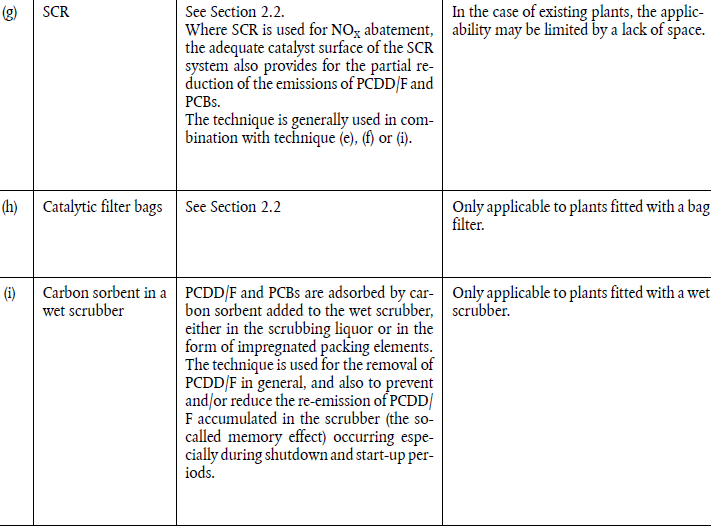 (g)
SCR
See Section 2.2.
Where SCR is used for NOX abatement,
the adequate catalyst surface of the SCR
system also provides for the partial re-
duction of the emissions of PCDD/F and
PCBs.
The technique is generally used in com-
bination with technique (e), (f) or (i).
In the case of existing plants, the applic-
ability may be limited by a lack of space.
(h)
Catalytic filter bags
See Section 2.2
Only applicable to plants fitted with a bag
filter.
(i)
Carbon sorbent in a
wet scrubber
PCDD/F and PCBs are adsorbed by car-
bon sorbent added to the wet scrubber,
either in the scrubbing liquor or in the
form of impregnated packing elements.
The technique is used for the removal of
PCDD/F in general, and also to prevent
and/or reduce the re-emission of PCDD/
F accumulated in the scrubber (the so-
called memory effect) occurring espe-
cially during shutdown and start-up per-
iods.
Only applicable to plants fitted with a wet
scrubber.